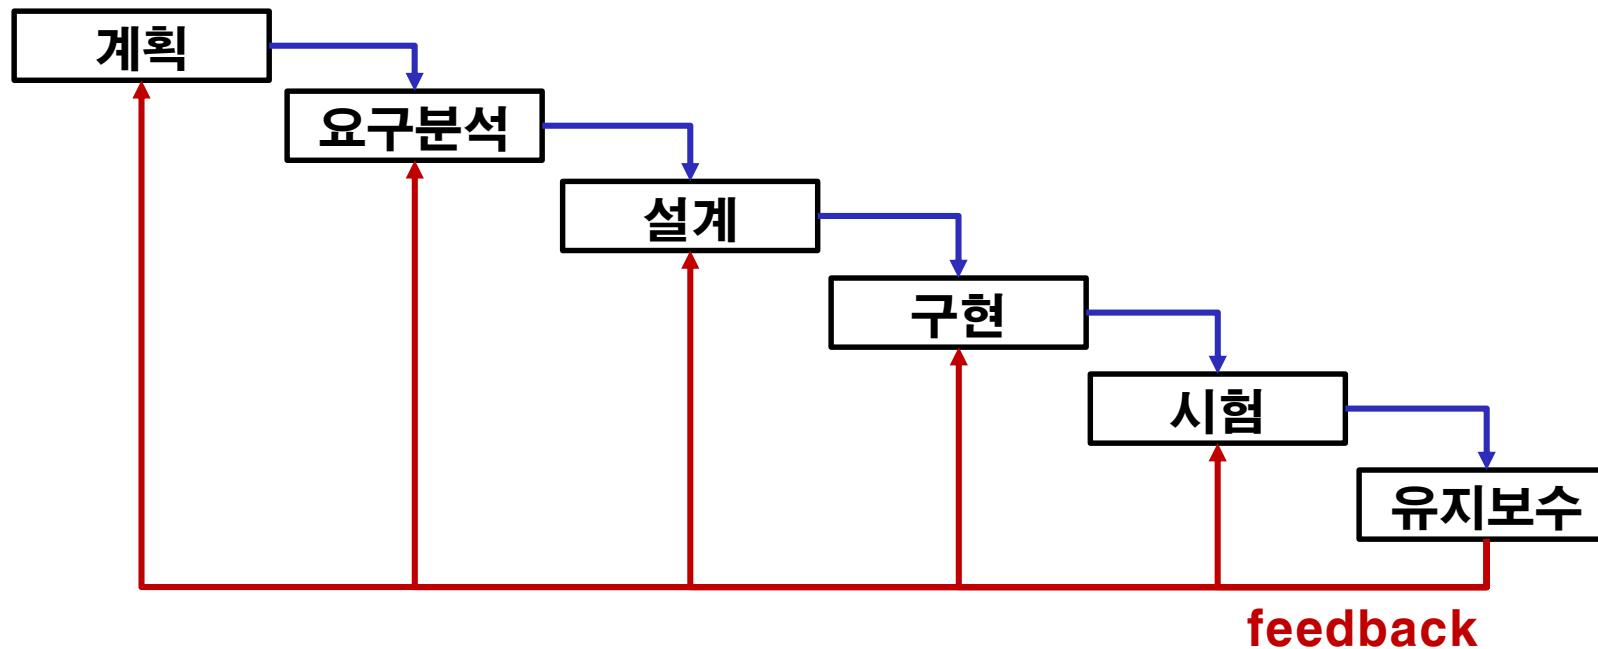 계획
요구분석
설계
구현
시험
유지보수
feedback